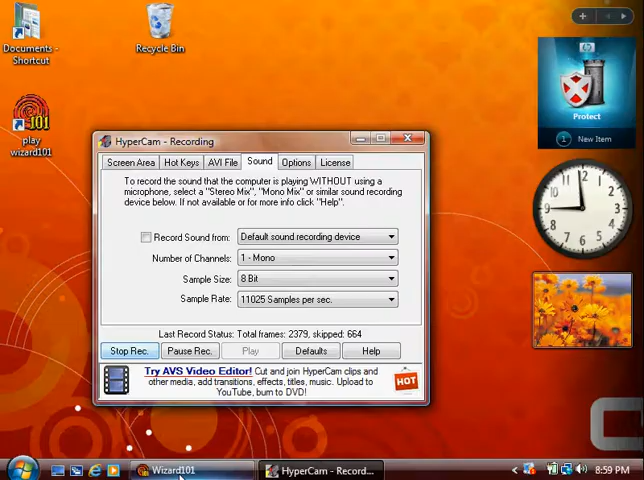 Documents -
Shortcut
Recycle Bin
101
play
wizard101
hp
Protect
1 New Item
HyperCam - Recording
Screen Area Hot Keys AVI File Sound Options License
To record the sound that the computer is playing WITHOUT using a
microphone, select a "Stereo Mix", "Mono Mix" or similar sound recording
device below. If not available or for more info click "Help".
Record Sound from: Default sound recording device
Number of Channels: 1 - Mono
Sample Size: 8 Bit
Sample Rate: 11025 Samples per sec.
Last Record Status: Total frames: 2379, skipped: 664
Stop Rec. Pause Rec. Play Defaults Help
Try AVS Video Editor! Cut and join HyperCam clips and
other media, add transitions, effects, titles, music. Upload to
YouTube, burn to DVD!
HOT
Wizard101 HyperCam - Record... 8:59 PM